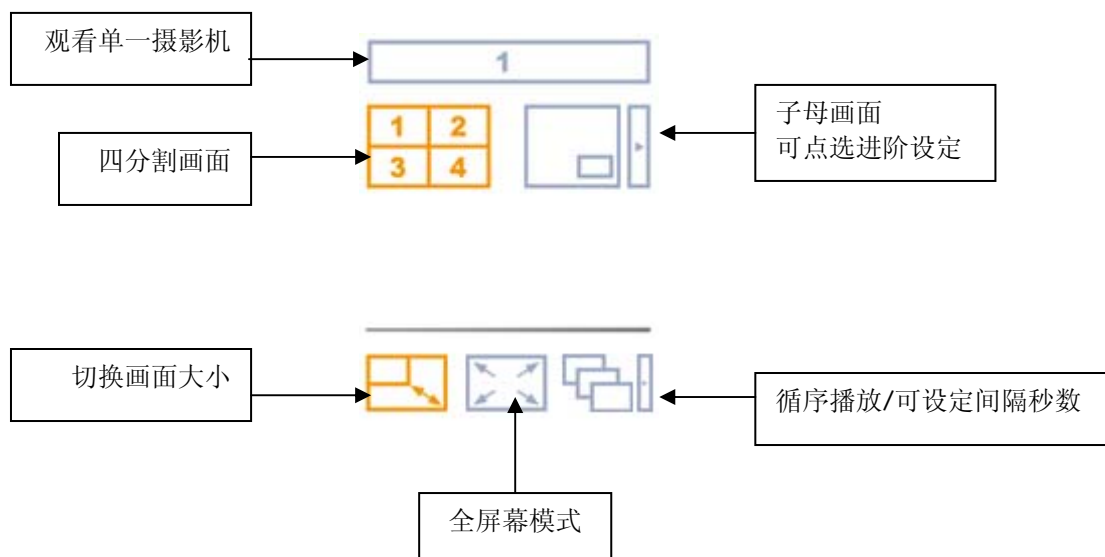 观看单一摄影机
1
子母画面
可点选进阶设定
1 2
3 4
四分割画面
切换画面大小
循序播放/可设定间隔秒数
全屏幕模式